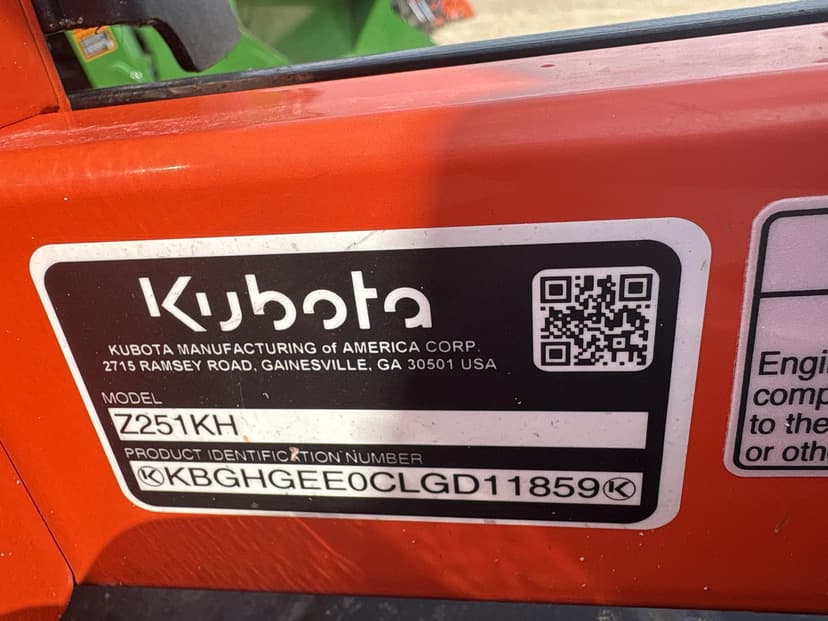 Kubota
KUBOTA MANUFACTURING of AMERICA CORP.
2715 RAMSEY ROAD, GAINESVILLE, GA 30501 USA
MODEL
Z251KH
PRODUCT IDENTIFICATION NUMBER
KBGHGEE0CLGD11859
Engi
comp
to the
or oth